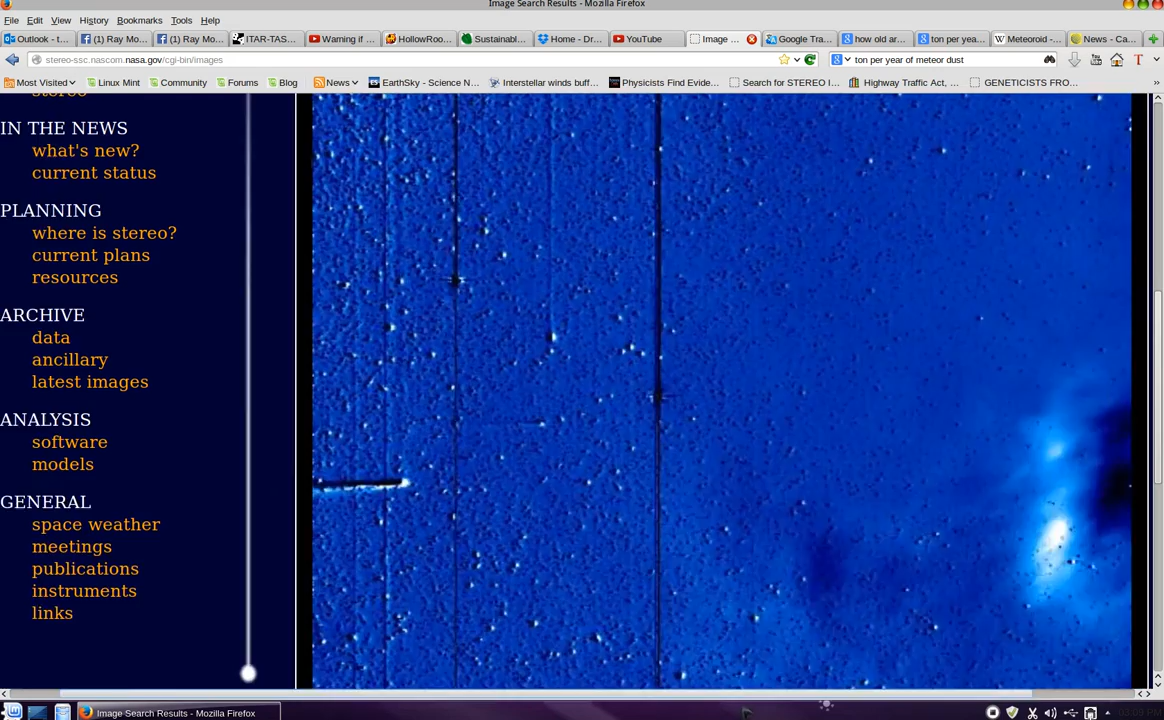 Image Search Results - Mozilla Firefox
File Edit View History Bookmarks Tools Help
Outlook - t... (1) Ray Mo... (1) Ray Mo... ITAR-TAS... Warning if ... HollowRoo... Sustainabl... Home - Dr... YouTube Image ... Google Tra... how old ar... ton per yea... Meteoroid -... News - Ca...
stereo-ssc.nascom.nasa.gov/cgi-bin/images ton per year of meteor dust
Most Visited Linux Mint Community Forums Blog News EarthSky - Science N... Interstellar winds buff... Physicists Find Evide... Search for STEREO I... Highway Traffic Act, ... GENETICISTS FRO... »
stereo
IN THE NEWS
what's new?
current status
PLANNING
where is stereo?
current plans
resources
ARCHIVE
data
ancillary
latest images
ANALYSIS
software
models
GENERAL
space weather
meetings
publications
instruments
links
Image Search Results - Mozilla Firefox